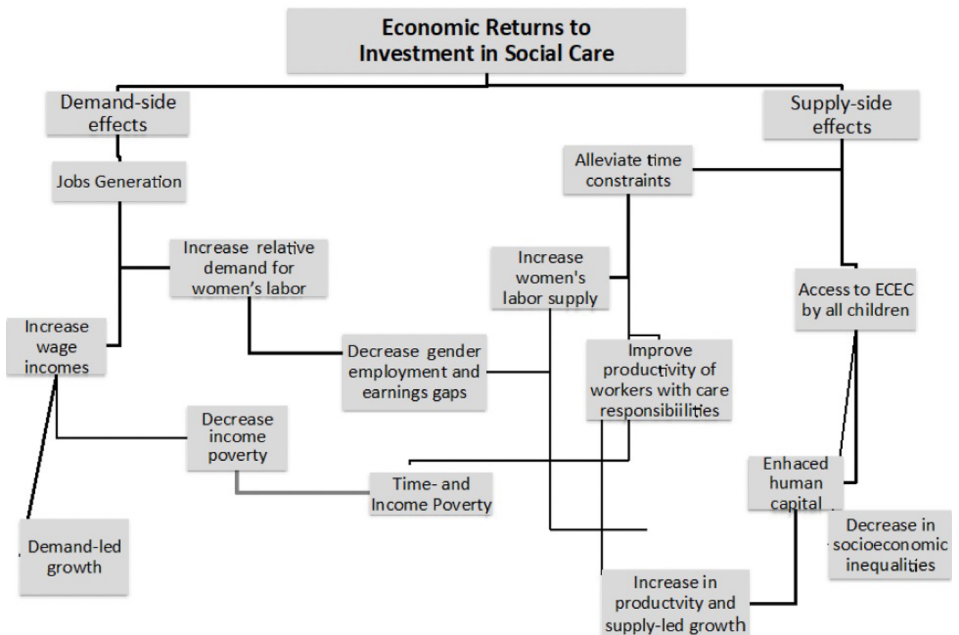 Economic Returns to
Investment in Social Care
Demand-side
effects
Supply-side
effects
Jobs Generation
Alleviate time
constraints
Increase relative
demand for
women's labor
Increase
women's
labor supply
Access to ECEC
by all children
Increase
wage
incomes
Decrease gender
employment and
earnings gaps
Improve
productivity of
workers with care
responsibiilities
Decrease
income
poverty
Time- and
Income Poverty
Enhaced
human
capital
Demand-led
growth
Decrease in
socioeconomic
inequalities
Increase in
productvity and
supply-led growth